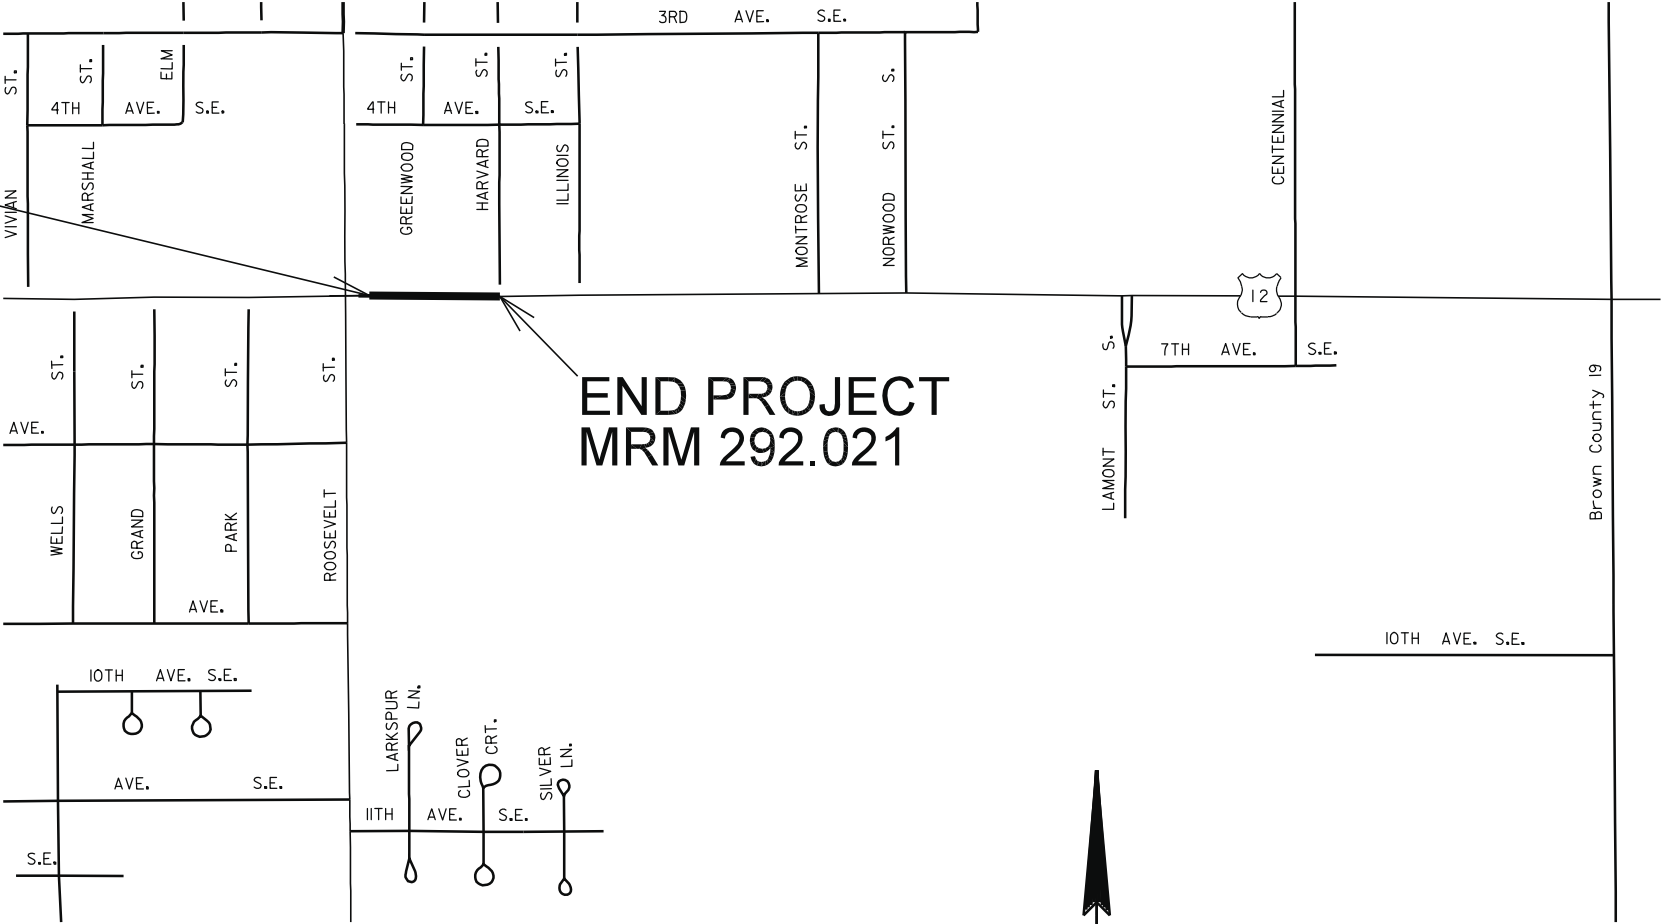 3RD AVE. S.E.
VIVIAN ST.
MARSHALL ST.
ELM
4TH AVE. S.E.
GREENWOOD ST.
HARVARD ST.
ILLINOIS ST.
4TH AVE. S.E.
MONTROSE ST.
NORWOOD ST. S.
CENTENNIAL
12
END PROJECT
MRM 292.021
WELLS ST.
GRAND ST.
PARK ST.
ROOSEVELT ST.
AVE.
AVE.
LAMONT ST. S.
7TH AVE. S.E.
Brown County 19
10TH AVE. S.E.
10TH AVE. S.E.
AVE. S.E.
S.E.
LARKSPUR LN.
CLOVER CRT.
SILVER LN.
11TH AVE. S.E.